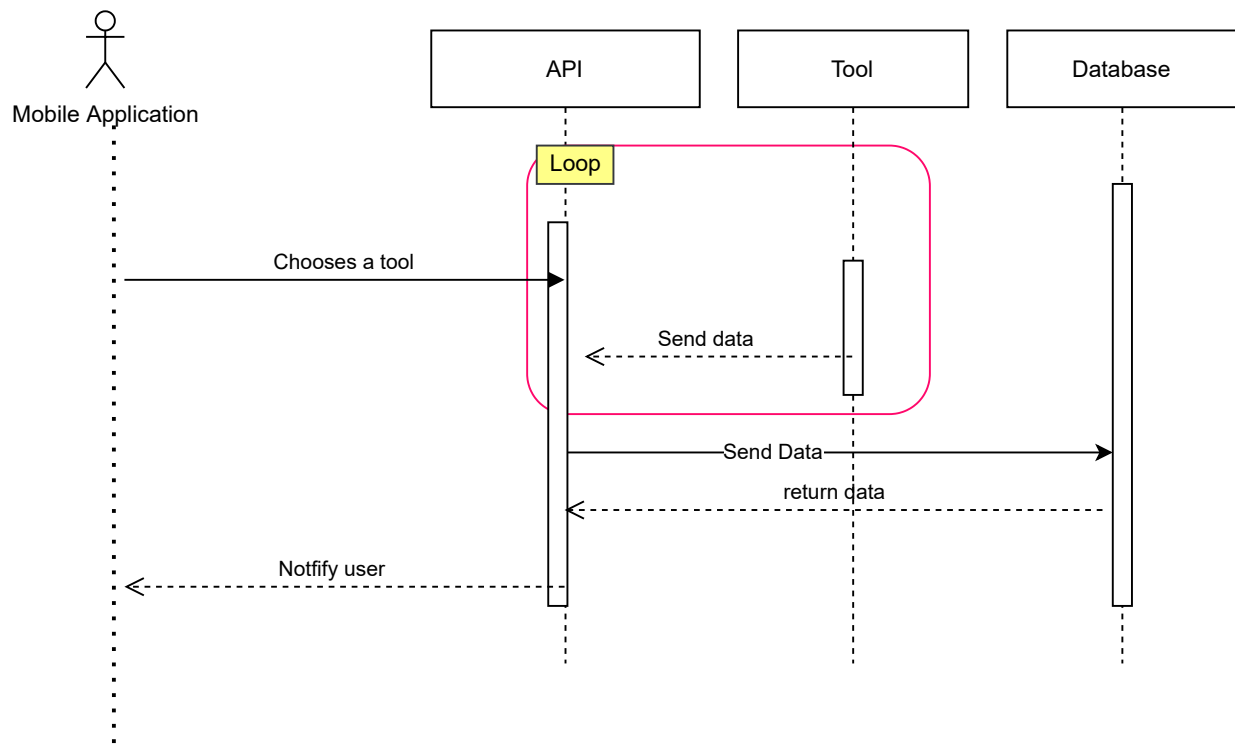 Mobile Application
API
Tool
Database
Loop
Chooses a tool
Send data
Send Data
return data
Notfify user